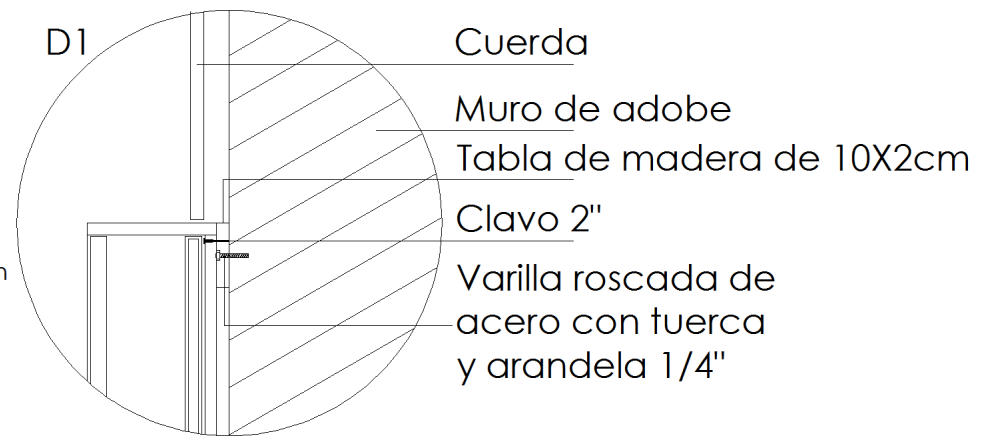 D1
Cuerda
Muro de adobe
Tabla de madera de 10X2cm
Clavo 2"
Varilla roscada de
acero con tuerca
y arandela 1/4"